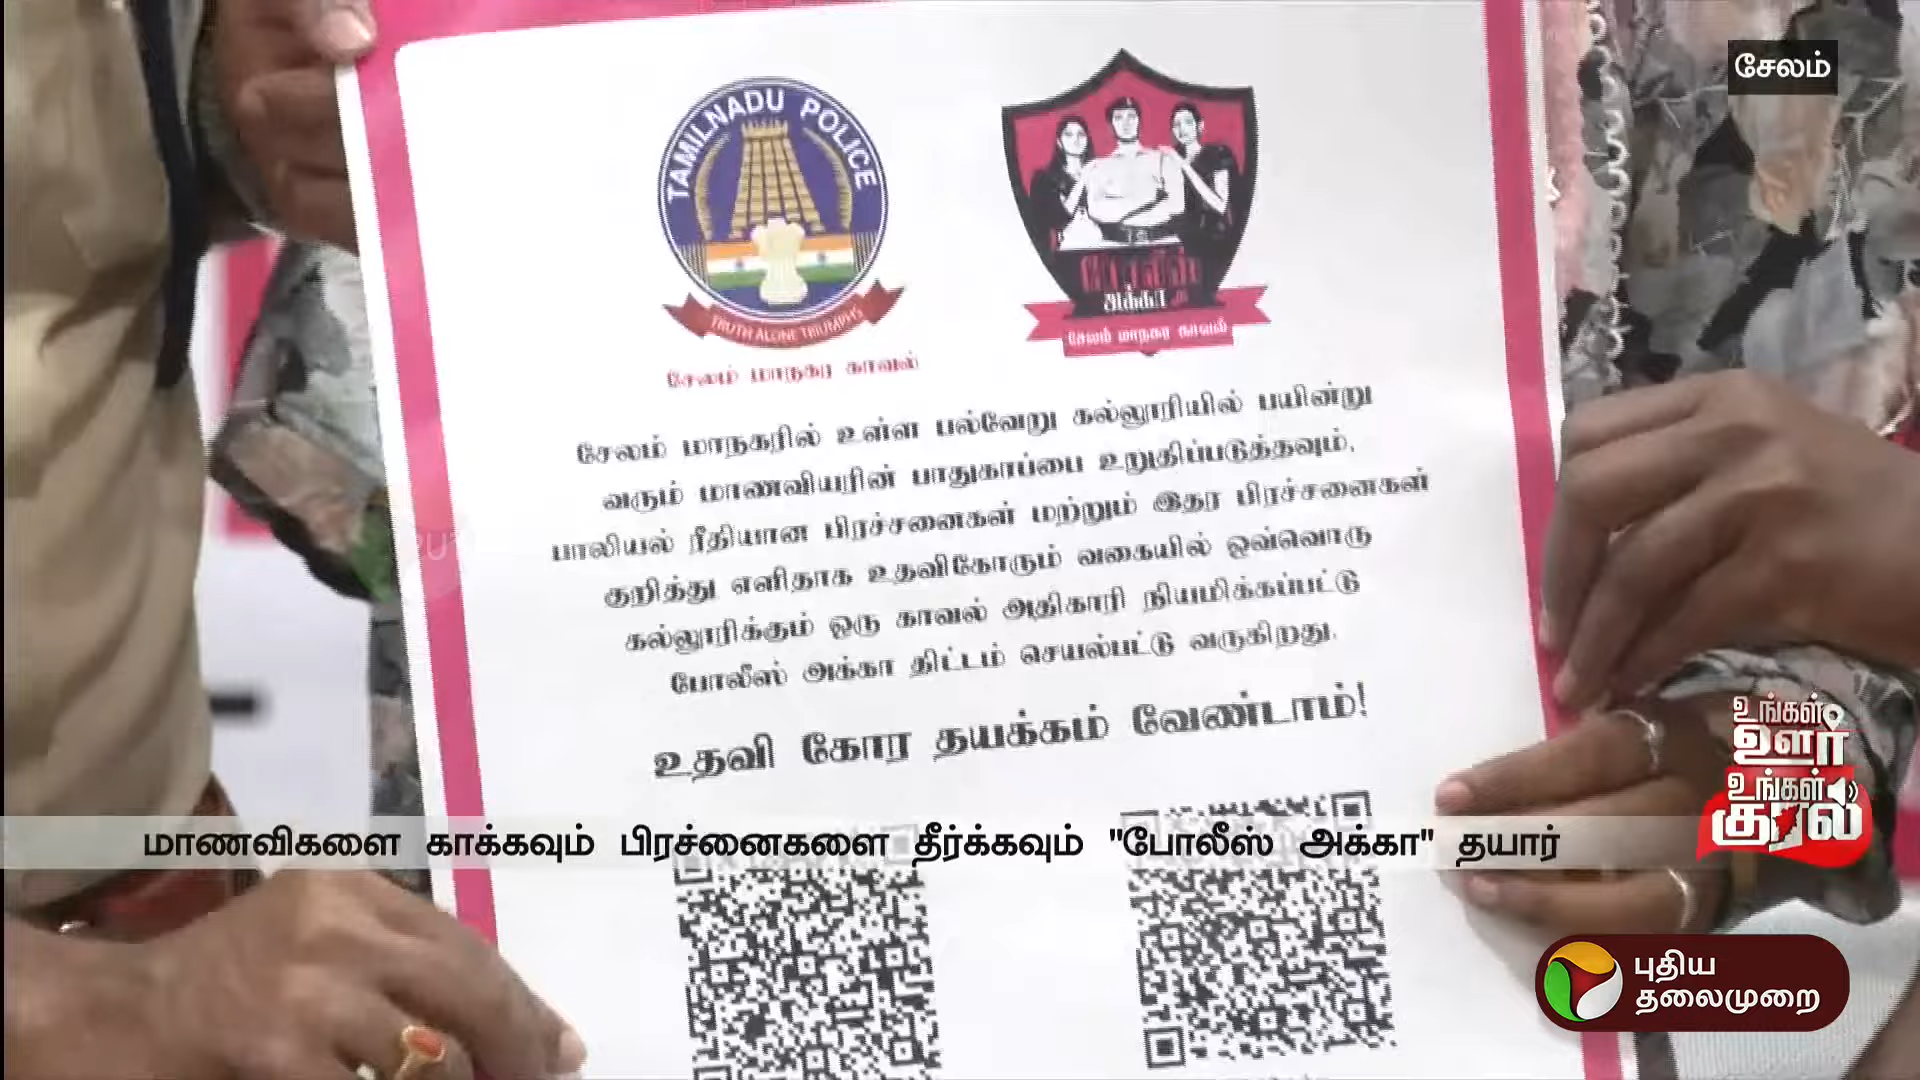 சேலம்
TAMILNADU POLICE
TRUTH ALONE TRIUMPHS
சேலம் மாநகர காவல்
போலீஸ்
அக்கா
சேலம் மாநகர காவல்
சேலம் மாநகரில் உள்ள பல்வேறு கல்லூரியில் பயின்று
வரும் மாணவியரின் பாதுகாப்பை உறுதிப்படுத்தவும்,
பாலியல் ரீதியான பிரச்சனைகள் மற்றும் இதர பிரச்சனைகள்
குறித்து எளிதாக உதவிகோரும் வகையில் ஒவ்வொரு
கல்லூரிக்கும் ஒரு காவல் அதிகாரி நியமிக்கப்பட்டு
போலீஸ் அக்கா திட்டம் செயல்பட்டு வருகிறது.
உதவி கோர தயக்கம் வேண்டாம்!
மாணவிகளை காக்கவும் பிரச்னைகளை தீர்க்கவும் "போலீஸ் அக்கா" தயார்
உங்கள்
ஊர்
உங்கள்
குரல்
புதிய
தலைமுறை